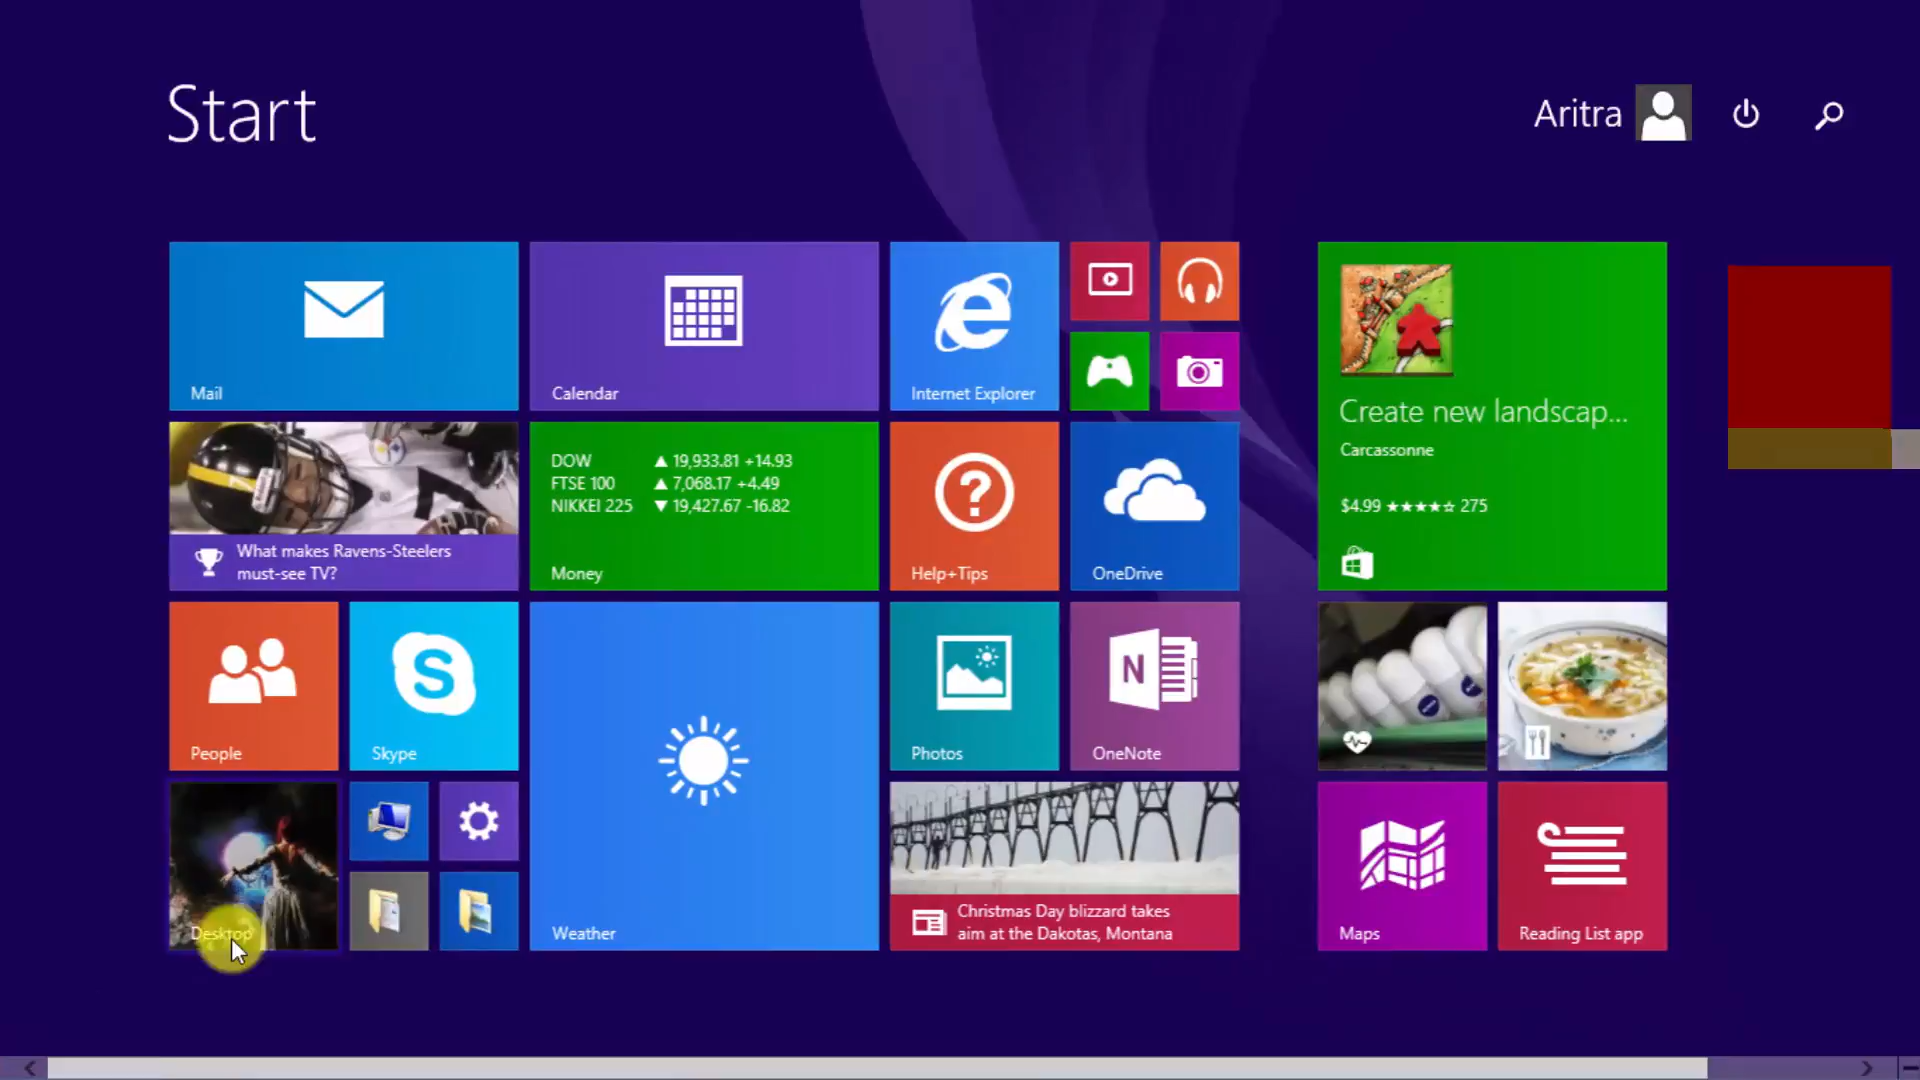 Start
Aritra
Mail
Calendar
Internet Explorer
What makes Ravens-Steelers
must-see TV?
DOW ▲ 19,933.81 +14.93
FTSE 100 ▲ 7,068.17 +4.49
NIKKEI 225 ▼ 19,427.67 -16.82
Money
Help+Tips
OneDrive
Create new landscap...
Carcassonne
$4.99 ★★★★☆ 275
People
Skype
Weather
Photos
N
OneNote
Desktop
Christmas Day blizzard takes
aim at the Dakotas, Montana
Maps
Reading List app